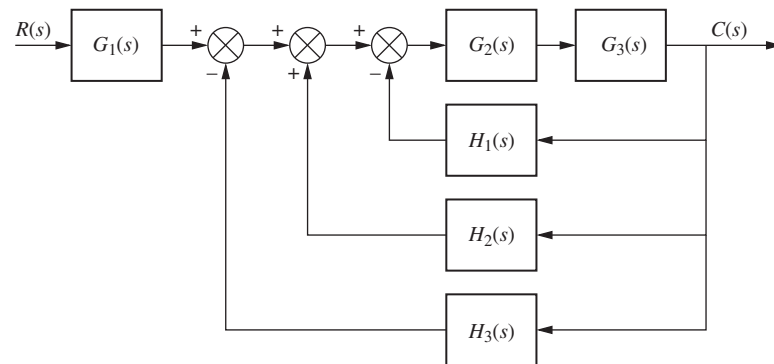 R(s) G₁(s) + − + + + − G₂(s) G₃(s) C(s)
H₁(s)
H₂(s)
H₃(s)